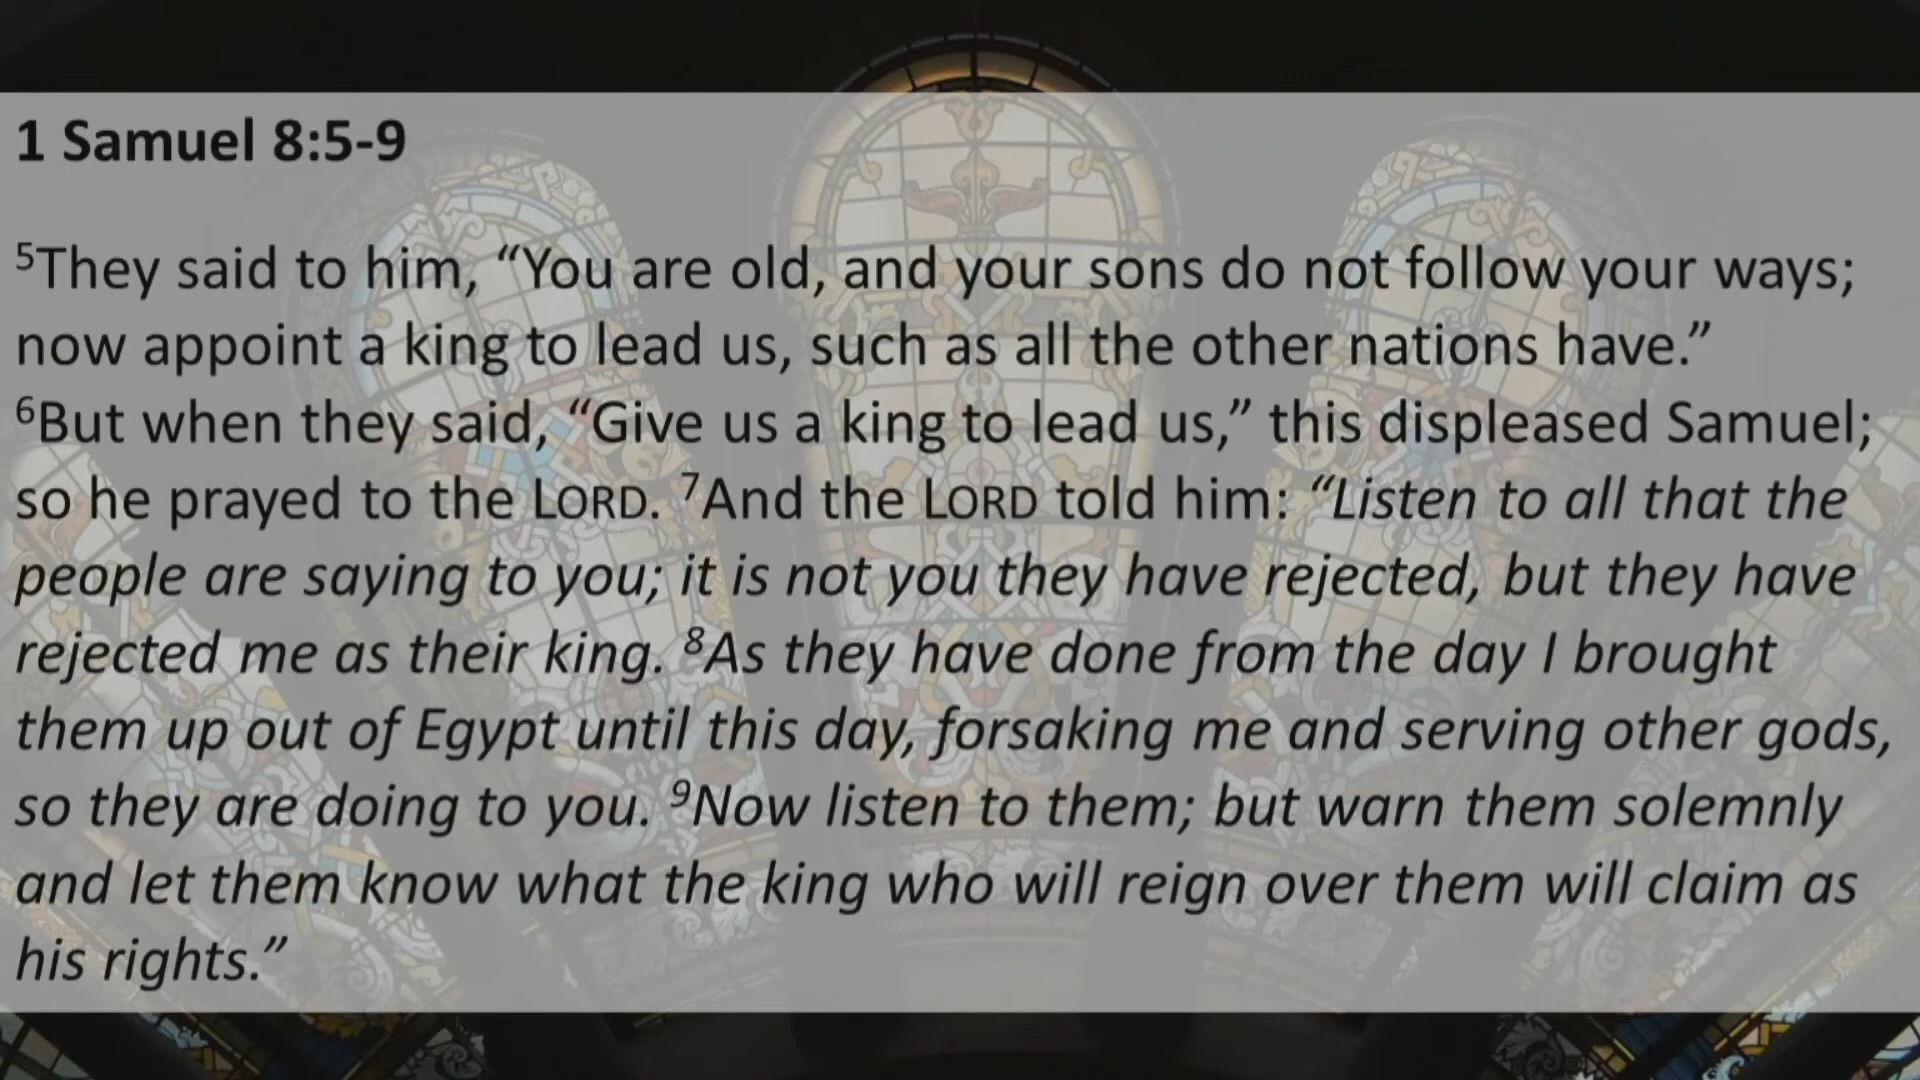 1 Samuel 8:5-9
⁵They said to him, “You are old, and your sons do not follow your ways;
now appoint a king to lead us, such as all the other nations have.”
⁶But when they said, “Give us a king to lead us,” this displeased Samuel;
so he prayed to the LORD. ⁷And the LORD told him: “Listen to all that the
people are saying to you; it is not you they have rejected, but they have
rejected me as their king. ⁸As they have done from the day I brought
them up out of Egypt until this day, forsaking me and serving other gods,
so they are doing to you. ⁹Now listen to them; but warn them solemnly
and let them know what the king who will reign over them will claim as
his rights.”